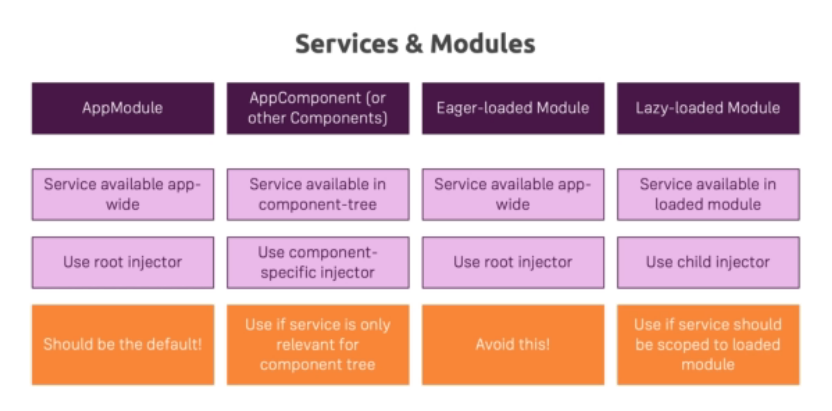 Services & Modules
AppModule
AppComponent (or
other Components)
Eager-loaded Module
Lazy-loaded Module
Service available app-
wide
Service available in
component-tree
Service available app-
wide
Service available in
loaded module
Use root injector
Use component-
specific injector
Use root injector
Use child injector
Should be the default!
Use if service is only
relevant for
component tree
Avoid this!
Use if service should
be scoped to loaded
module